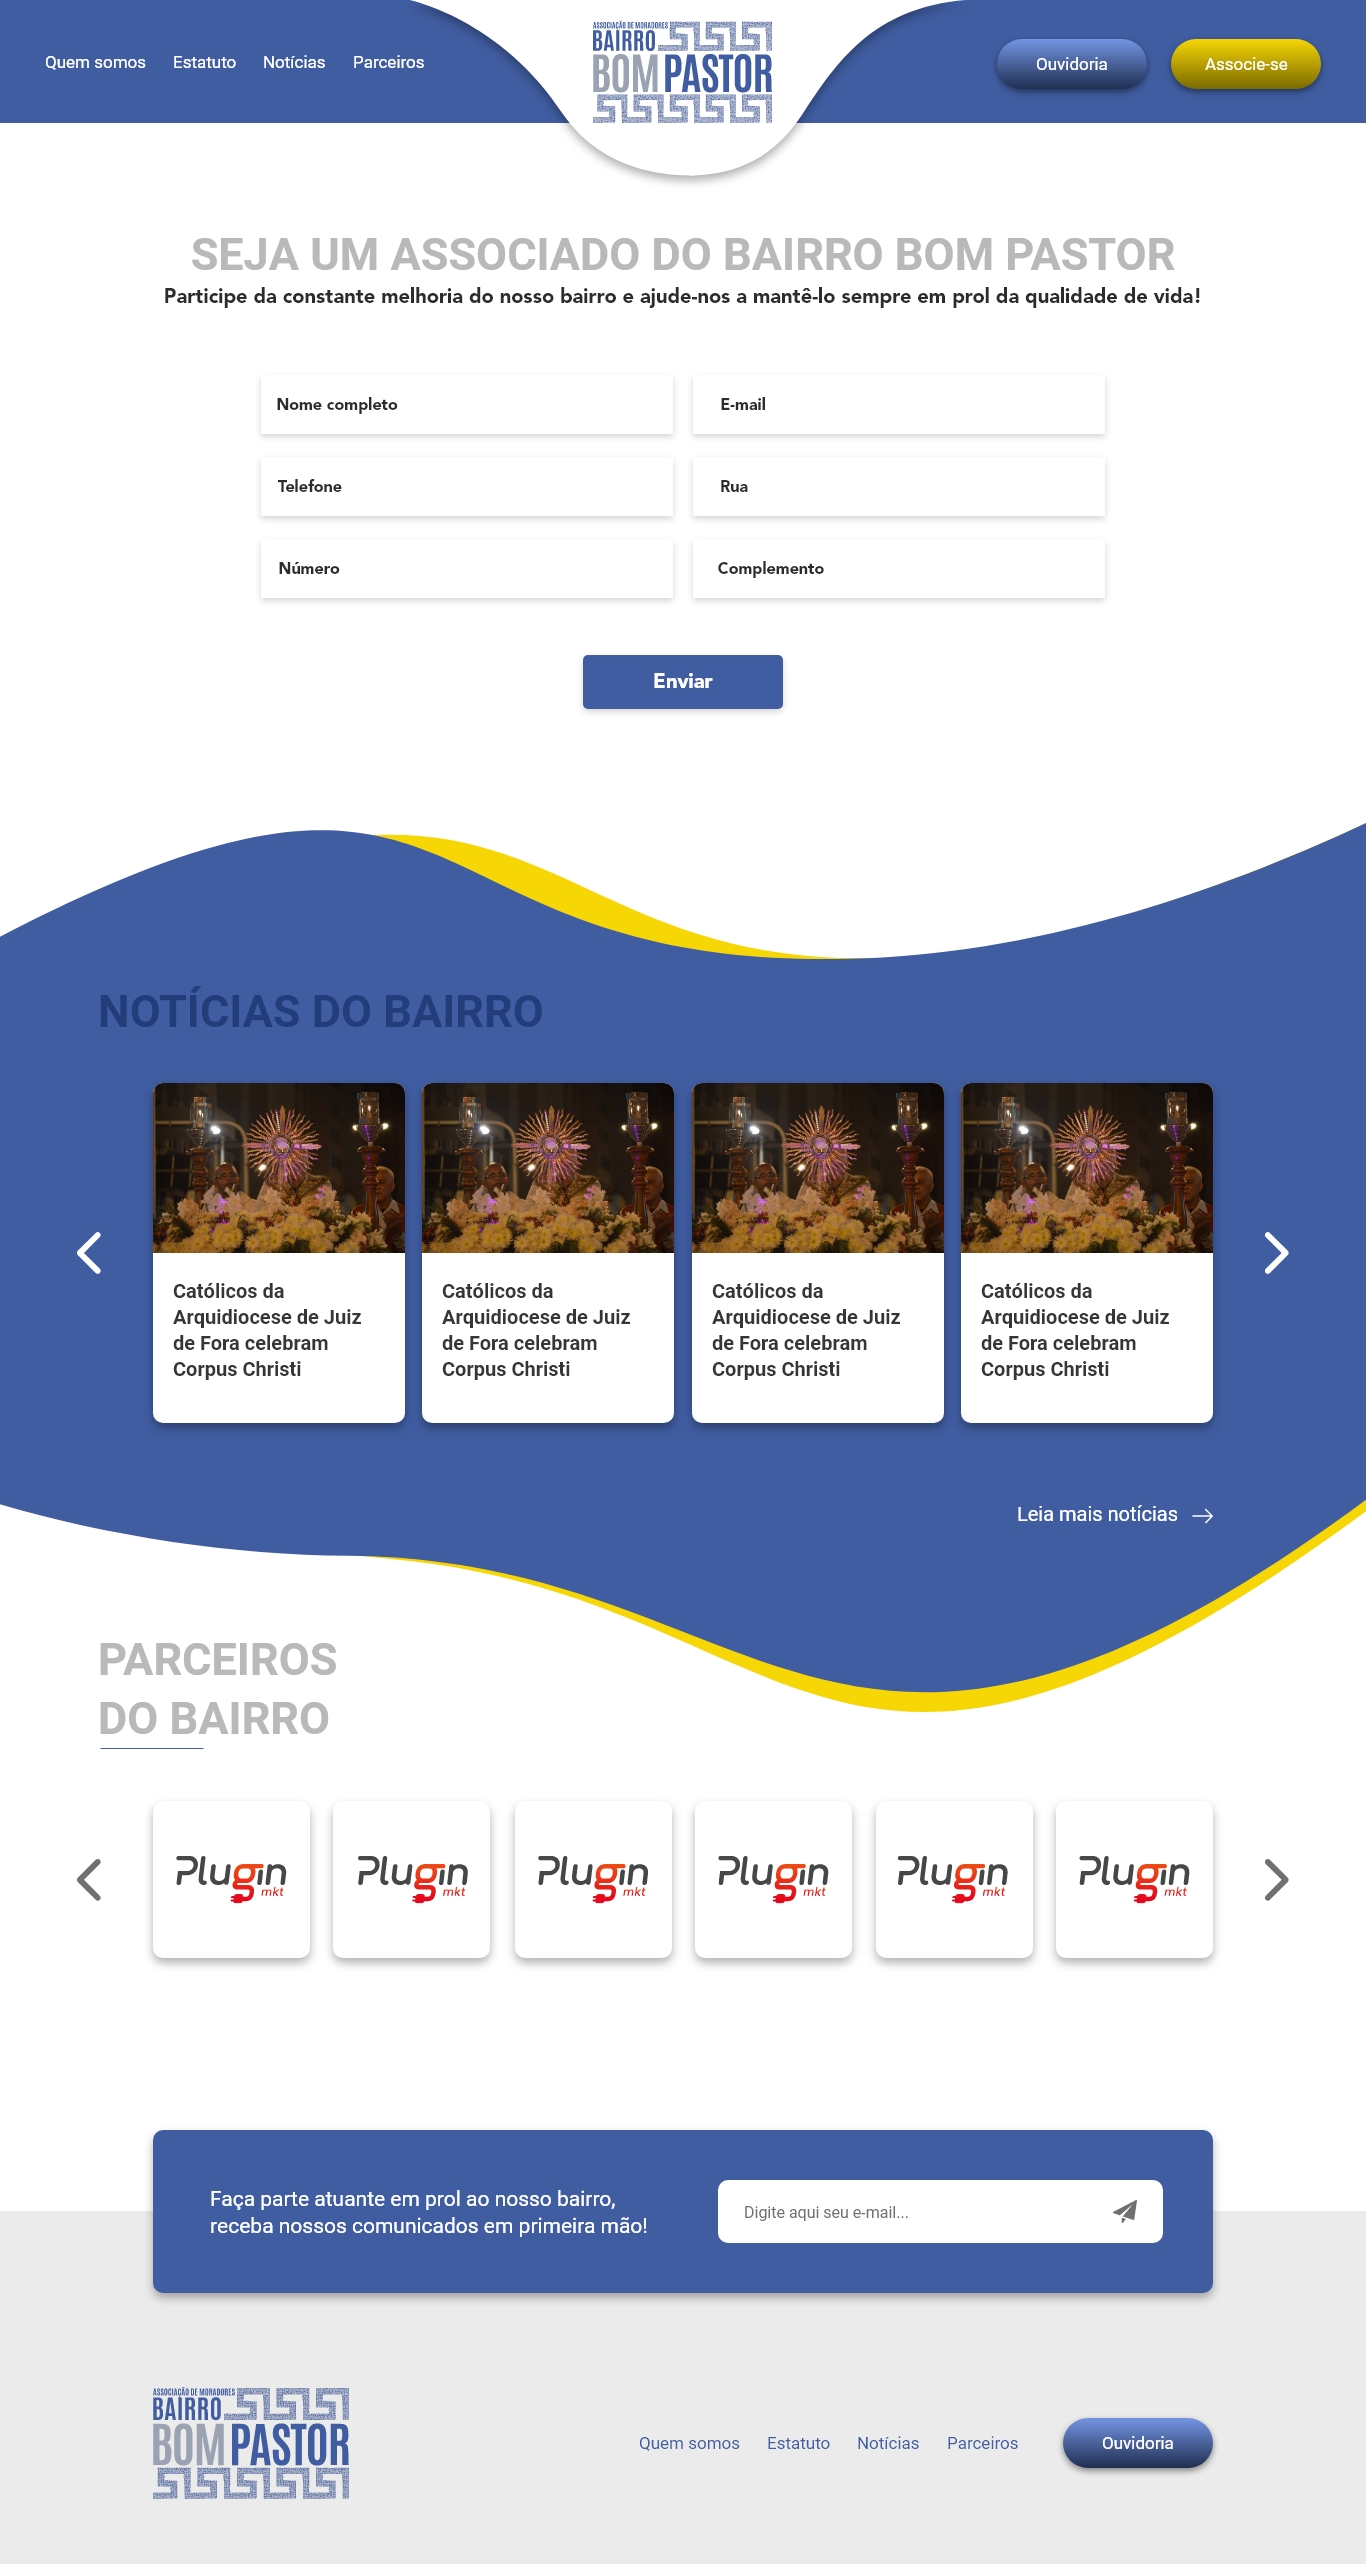 Quem somos Estatuto Notícias Parceiros
ASSOCIAÇÃO DE MORADORES
BAIRRO
BOM PASTOR
Ouvidoria
Associe-se
SEJA UM ASSOCIADO DO BAIRRO BOM PASTOR
Participe da constante melhoria do nosso bairro e ajude-nos a mantê-lo sempre em prol da qualidade de vida!
Nome completo
E-mail
Telefone
Rua
Número
Complemento
Enviar
NOTÍCIAS DO BAIRRO
Católicos da
Arquidiocese de Juiz
de Fora celebram
Corpus Christi
Católicos da
Arquidiocese de Juiz
de Fora celebram
Corpus Christi
Católicos da
Arquidiocese de Juiz
de Fora celebram
Corpus Christi
Católicos da
Arquidiocese de Juiz
de Fora celebram
Corpus Christi
Leia mais notícias
PARCEIROS
DO BAIRRO
Plugin
mkt
Plugin
mkt
Plugin
mkt
Plugin
mkt
Plugin
mkt
Plugin
mkt
Faça parte atuante em prol ao nosso bairro,
receba nossos comunicados em primeira mão!
Digite aqui seu e-mail...
ASSOCIAÇÃO DE MORADORES
BAIRRO
BOM PASTOR
Quem somos Estatuto Notícias Parceiros
Ouvidoria